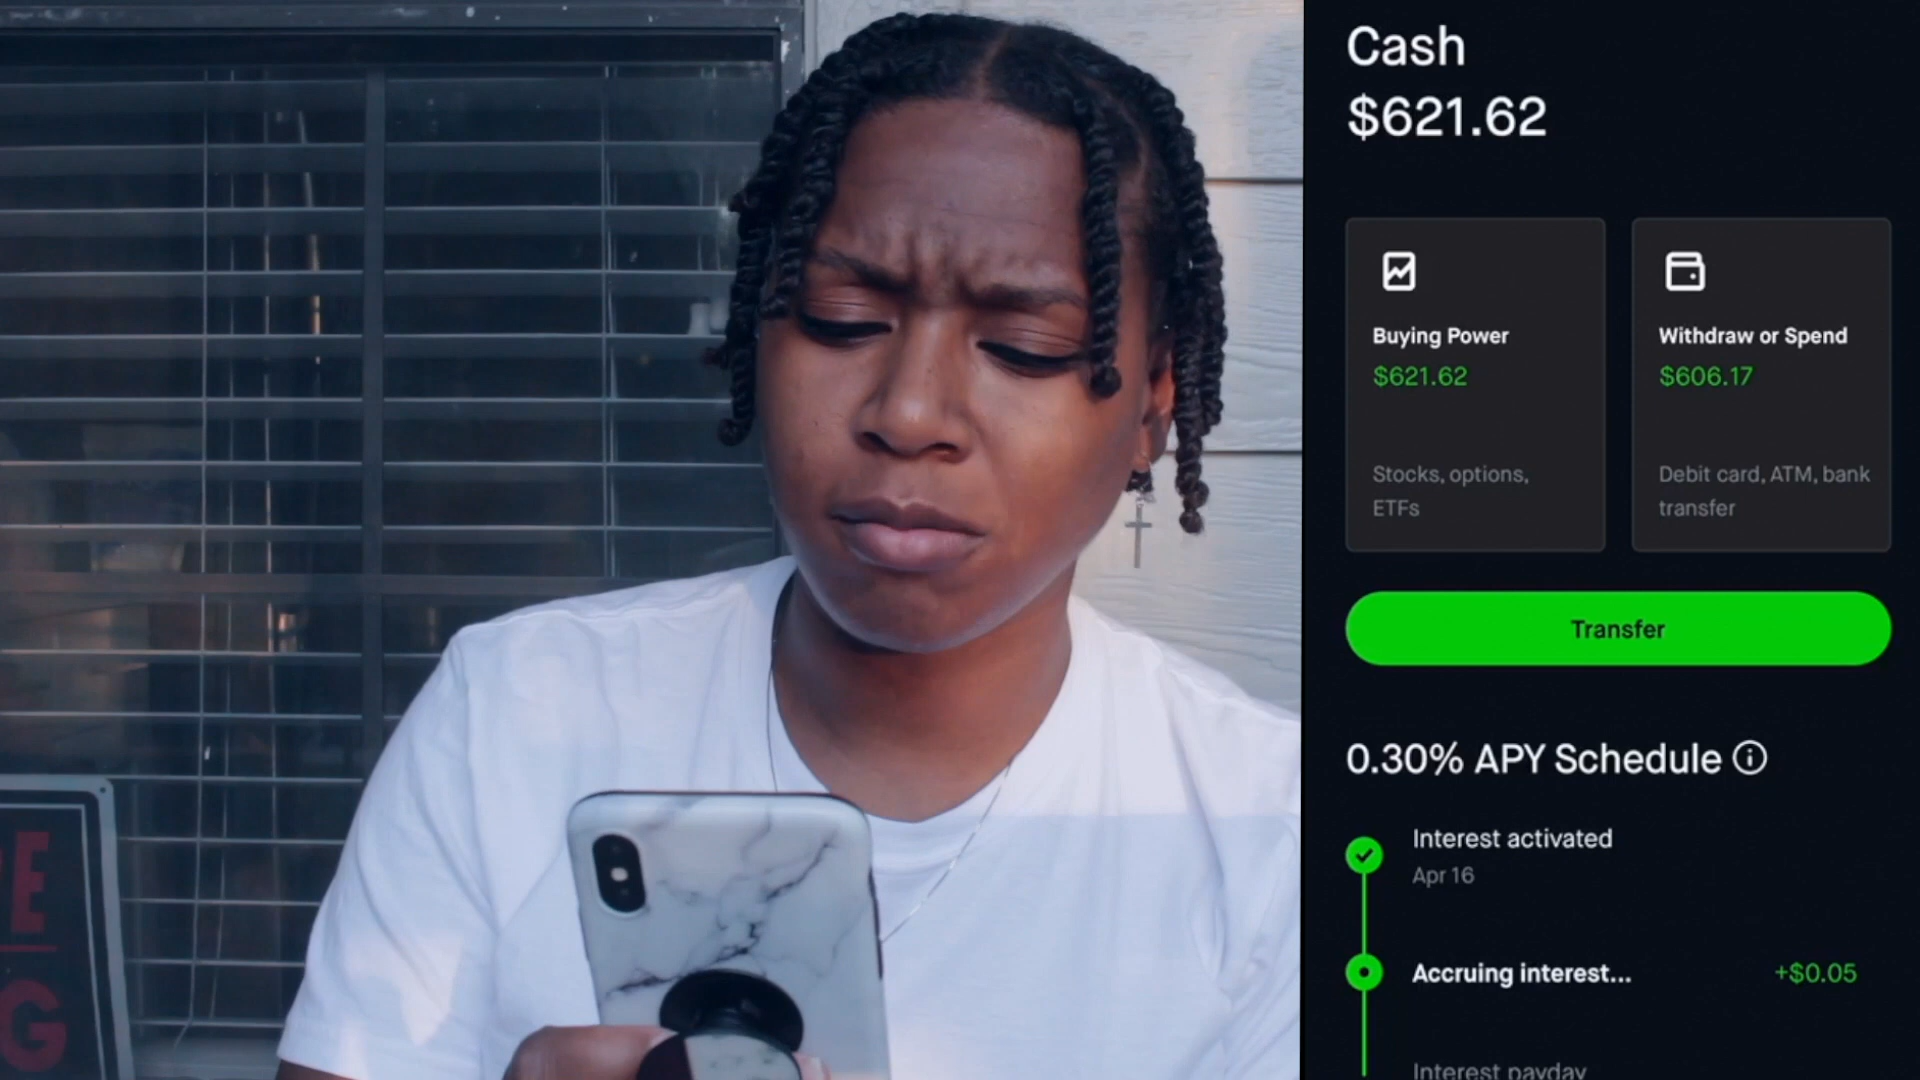 Cash
$621.62
Buying Power
$621.62
Stocks, options,
ETFs
Withdraw or Spend
$606.17
Debit card, ATM, bank
transfer
Transfer
0.30% APY Schedule
Interest activated
Apr 16
Accruing interest...
+$0.05
Interest payday
E
G